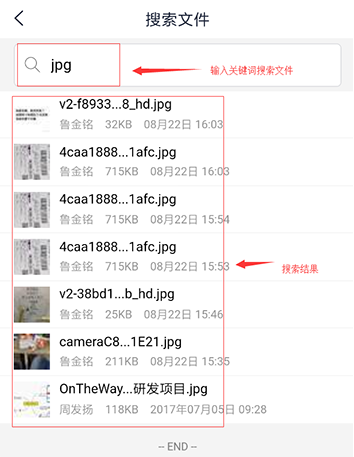 搜索文件
jpg
输入关键词搜索文件
v2-f8933...8_hd.jpg
鲁金铭 32KB 08月22日 16:03
4caa1888...1afc.jpg
鲁金铭 715KB 08月22日 16:03
4caa1888...1afc.jpg
鲁金铭 715KB 08月22日 15:54
4caa1888...1afc.jpg
鲁金铭 715KB 08月22日 15:53
搜索结果
v2-38bd1...b_hd.jpg
鲁金铭 25KB 08月22日 15:46
cameraC8...1E21.jpg
鲁金铭 211KB 08月22日 15:35
OnTheWay...研发项目.jpg
周发扬 118KB 2017年07月05日 09:28
-- END --